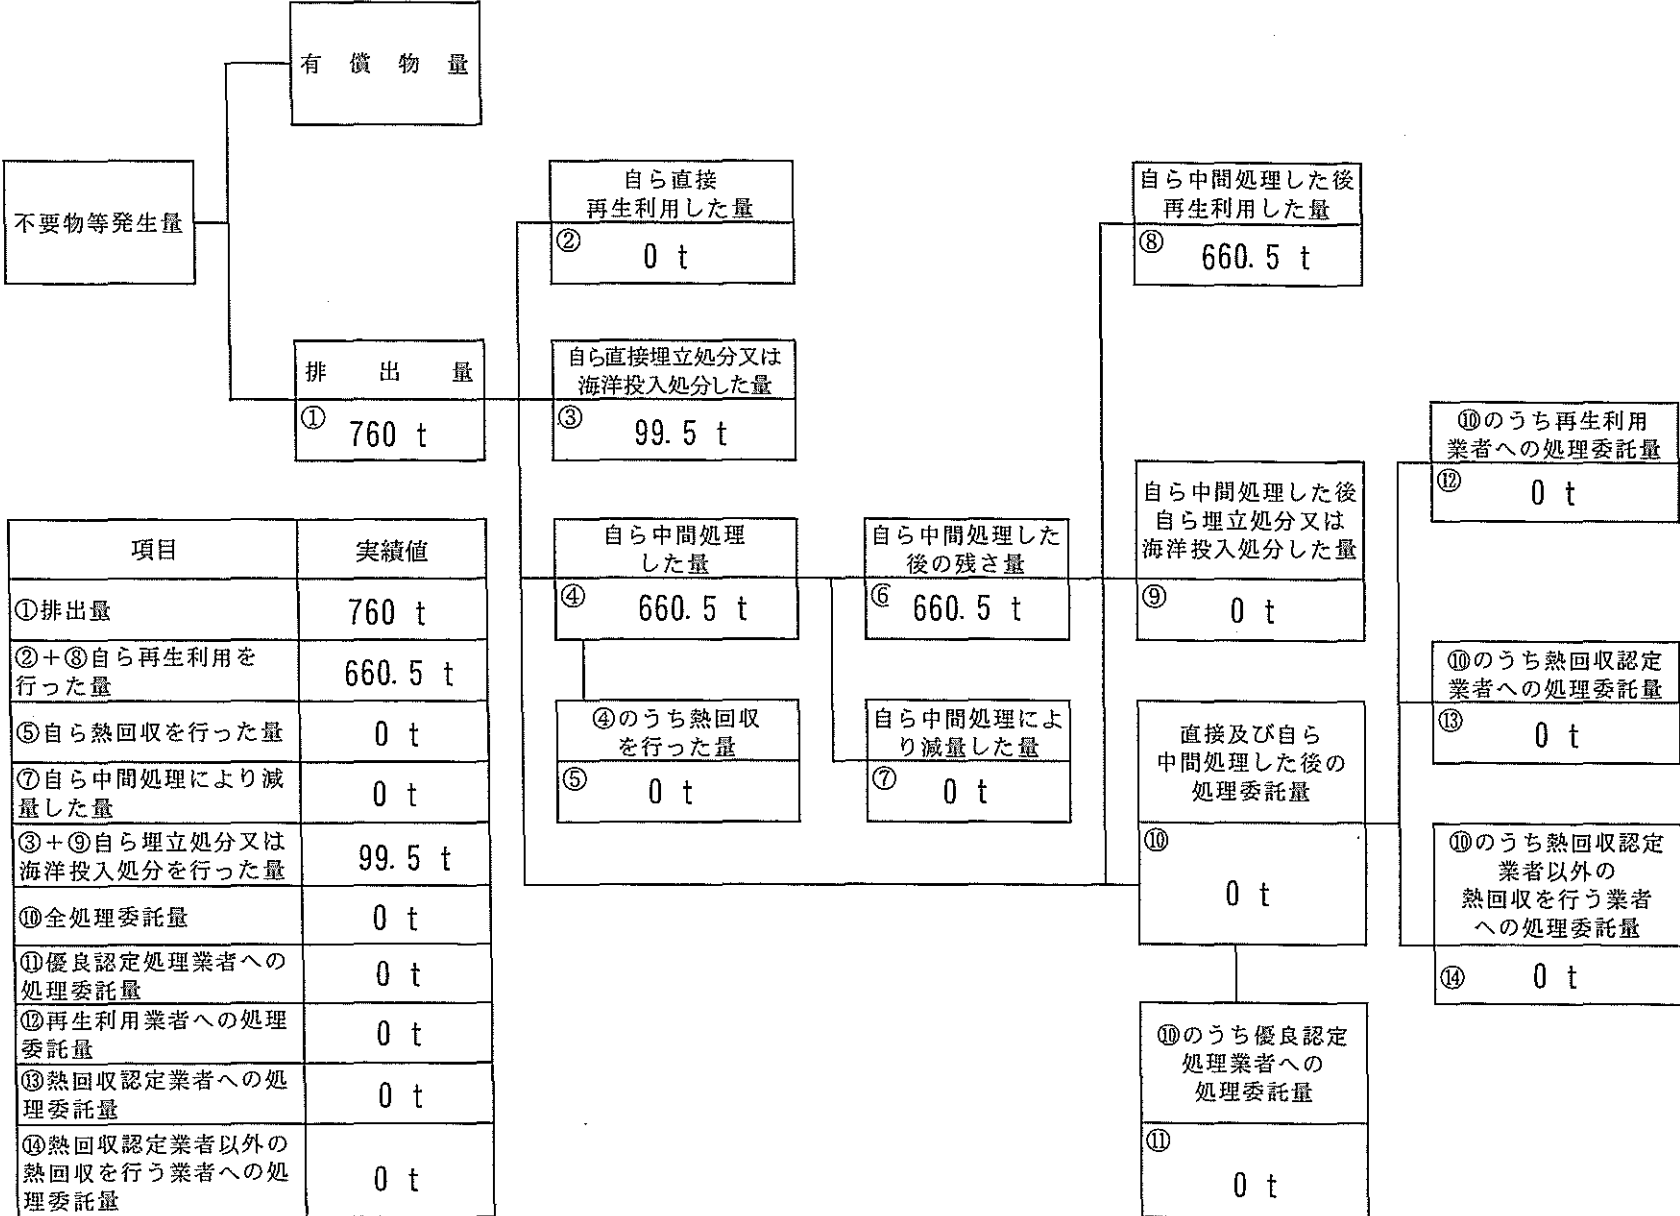 有償物量
不要物等発生量
排出量
①
760 t
自ら直接
再生利用した量
②
0 t
自ら直接埋立処分又は
海洋投入処分した量
③
99.5 t
自ら中間処理
した量
④
660.5 t
④のうち熱回収
を行った量
⑤
0 t
自ら中間処理した
後の残さ量
⑥
660.5 t
自ら中間処理によ
り減量した量
⑦
0 t
自ら中間処理した後
再生利用した量
⑧
660.5 t
自ら中間処理した後
自ら埋立処分又は
海洋投入処分した量
⑨
0 t
直接及び自ら
中間処理した後の
処理委託量
⑩
0 t
⑩のうち優良認定
処理業者への
処理委託量
⑪
0 t
⑩のうち再生利用
業者への処理委託量
⑫
0 t
⑩のうち熱回収認定
業者への処理委託量
⑬
0 t
⑩のうち熱回収認定
業者以外の
熱回収を行う業者
への処理委託量
⑭
0 t
項目 実績値
①排出量 760 t
②+⑧自ら再生利用を
行った量
660.5 t
⑤自ら熱回収を行った量 0 t
⑦自ら中間処理により減
量した量
0 t
③+⑨自ら埋立処分又は
海洋投入処分を行った量
99.5 t
⑩全処理委託量 0 t
⑪優良認定処理業者への
処理委託量
0 t
⑫再生利用業者への処理
委託量
0 t
⑬熱回収認定業者への処
理委託量
0 t
⑭熱回収認定業者以外の
熱回収を行う業者への処
理委託量
0 t